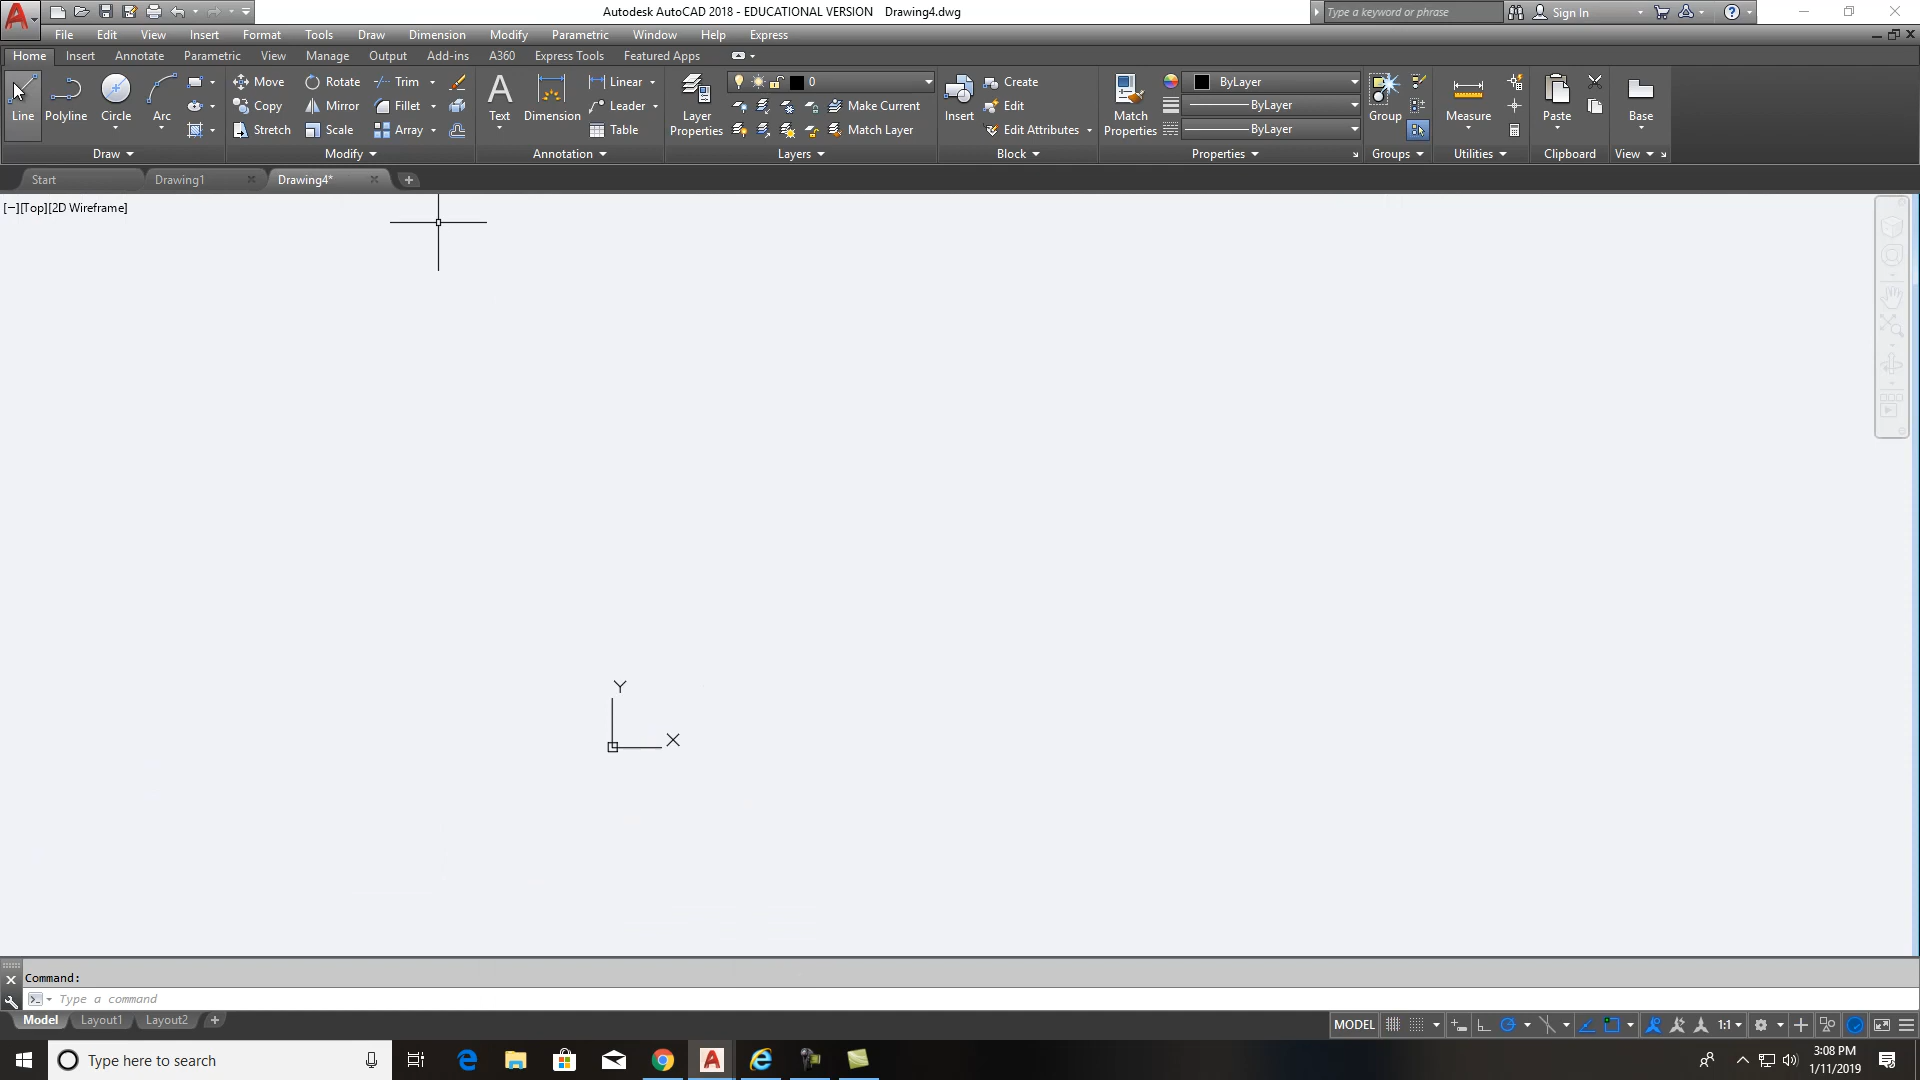 Autodesk AutoCAD 2018 - EDUCATIONAL VERSION Drawing4.dwg
Type a keyword or phrase
Sign In
File Edit View Insert Format Tools Draw Dimension Modify Parametric Window Help Express
Home Insert Annotate Parametric View Manage Output Add-ins A360 Express Tools Featured Apps
Line
Polyline
Circle
Arc
Draw
Move
Rotate
Trim
Copy
Mirror
Fillet
Stretch
Scale
Array
Modify
Text
Dimension
Linear
Leader
Table
Annotation
Layer
Properties
0
Make Current
Match Layer
Layers
Insert
Create
Edit
Edit Attributes
Block
Match
Properties
ByLayer
ByLayer
ByLayer
Properties
Group
Groups
Measure
Utilities
Paste
Clipboard
Base
View
Start
Drawing1
Drawing4*
[−][Top][2D Wireframe]
Y
X
Command:
Type a command
Model Layout1 Layout2
MODEL
1:1
Type here to search
3:08 PM
1/11/2019